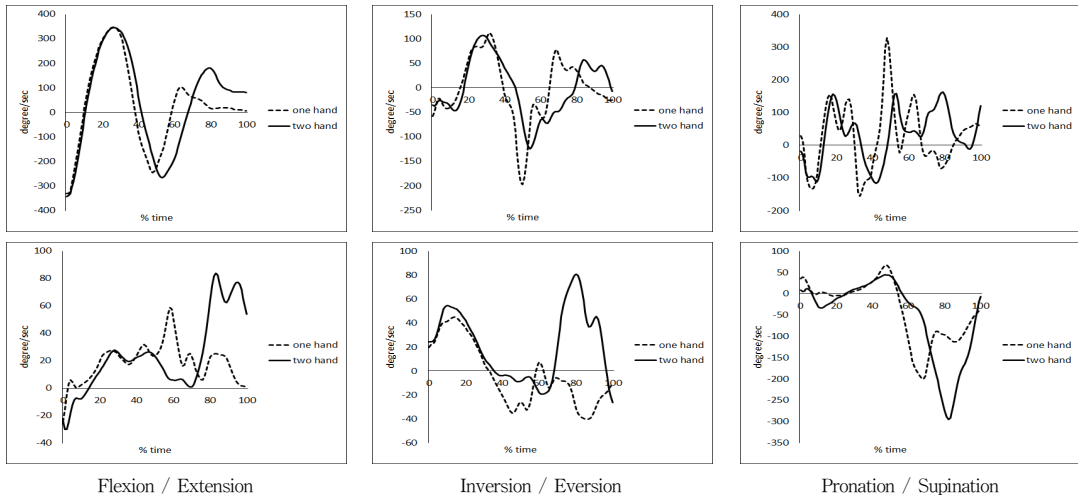 400
300
200
100
0
-100
-200
-300
-400
degree/sec
0 20 40 60 80 100
one hand
two hand
% time
150
100
50
0
-50
-100
-150
-200
-250
degree/sec
0 20 40 60 80 100
one hand
two hand
% time
400
300
200
100
0
-100
-200
degree/sec
0 20 40 60 80 100
one hand
two hand
% time
100
80
60
40
20
0
-20
-40
degree/sec
0 20 40 60 80 100
one hand
two hand
% time
100
80
60
40
20
0
-20
-40
-60
degree/sec
0 20 40 60 80 100
one hand
two hand
% time
100
50
0
-50
-100
-150
-200
-250
-300
-350
degree/sec
0 20 40 60 80 100
one hand
two hand
% time
Flexion / Extension
Inversion / Eversion
Pronation / Supination